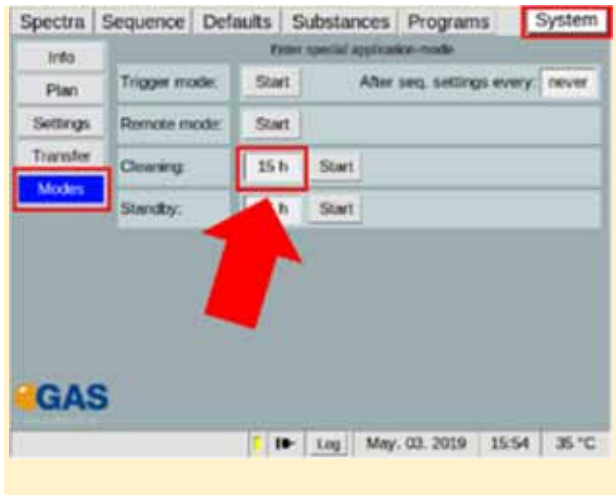 Spectra Sequence Defaults Substances Programs System
Info
Enter special application-mode
Plan
Trigger mode: Start After seq. settings every: never
Settings
Remote mode: Start
Transfer
Cleaning: 15 h Start
Modes
Standby: h Start
GAS
Log May. 03. 2019 15:54 35 °C